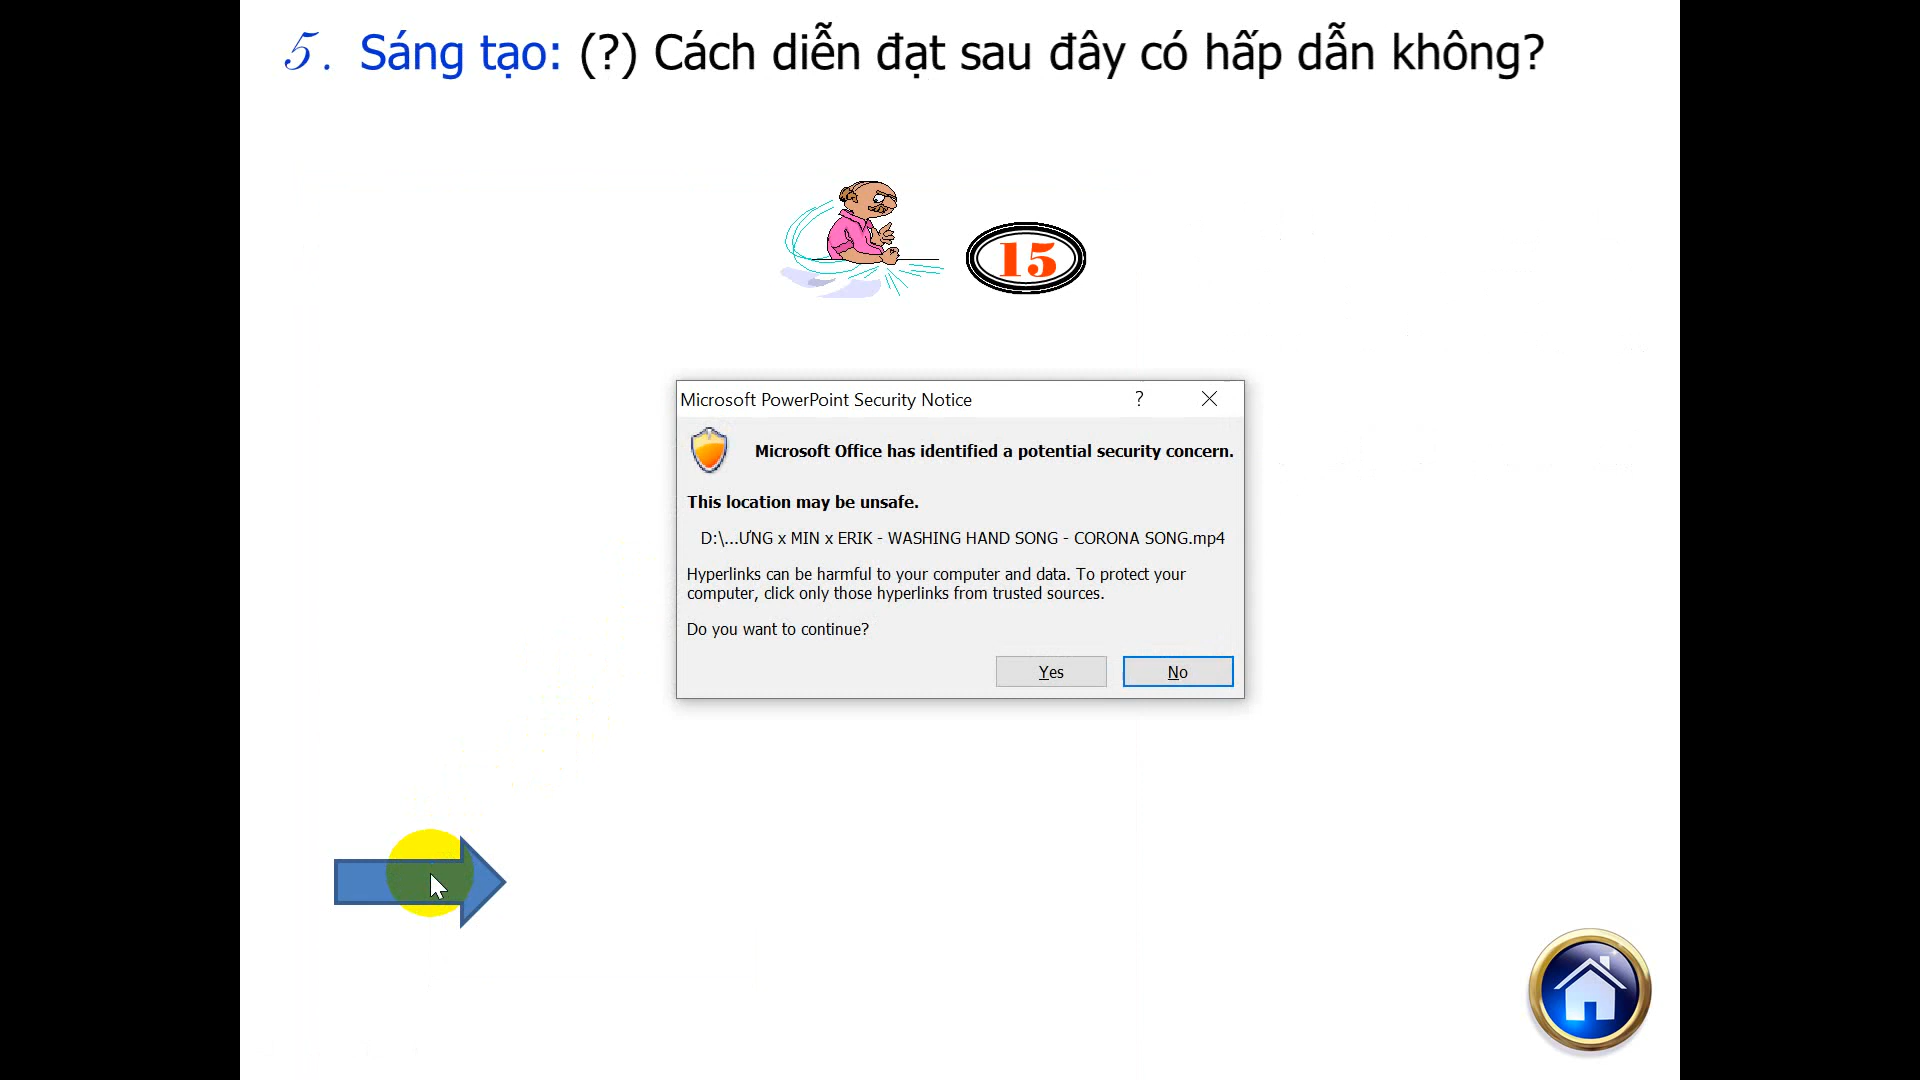 5. Sáng tạo: (?) Cách diễn đạt sau đây có hấp dẫn không?
15
Microsoft PowerPoint Security Notice
?
Microsoft Office has identified a potential security concern.
This location may be unsafe.
D:\...ƯNG x MIN x ERIK - WASHING HAND SONG - CORONA SONG.mp4
Hyperlinks can be harmful to your computer and data. To protect your
computer, click only those hyperlinks from trusted sources.
Do you want to continue?
Yes No